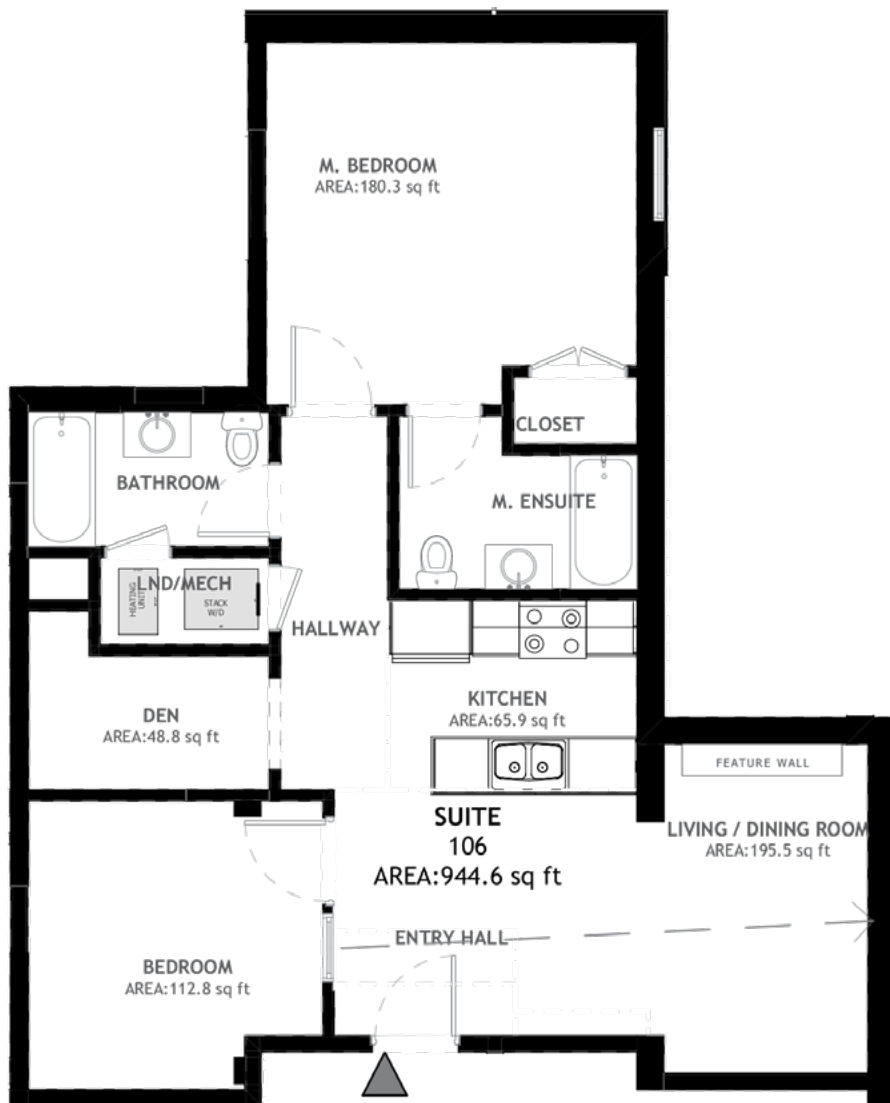 M. BEDROOM
AREA:180.3 sq ft
CLOSET
BATHROOM
M. ENSUITE
LND/MECH
HEATING
UNIT
STACK
W/D
HALLWAY
KITCHEN
AREA:65.9 sq ft
DEN
AREA:48.8 sq ft
FEATURE WALL
SUITE
106
AREA:944.6 sq ft
LIVING / DINING ROOM
AREA:195.5 sq ft
ENTRY HALL
BEDROOM
AREA:112.8 sq ft